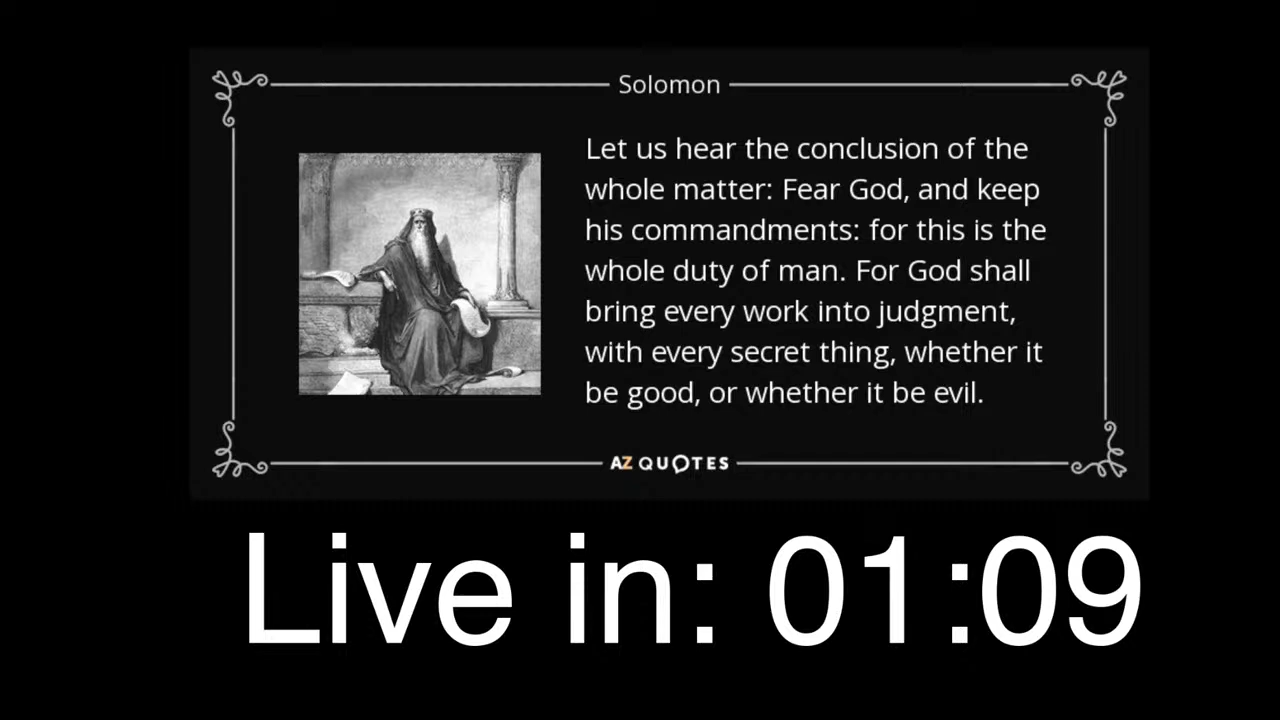 Solomon
Let us hear the conclusion of the
whole matter: Fear God, and keep
his commandments: for this is the
whole duty of man. For God shall
bring every work into judgment,
with every secret thing, whether it
be good, or whether it be evil.
AZ QUOTES
Live in: 01:09